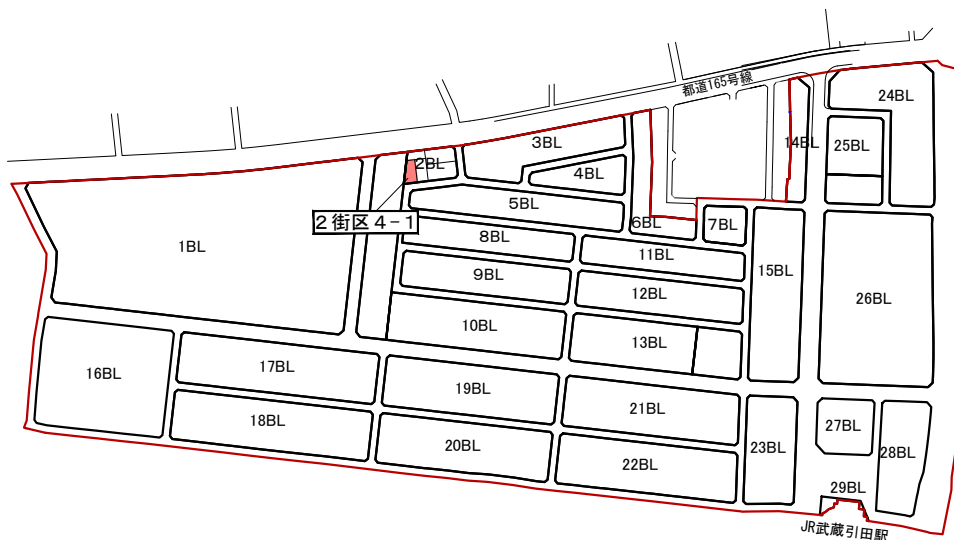 都道165号線
24BL
14BL
25BL
3BL
2BL
4BL
5BL
2街区4-1
6BL
7BL
1BL
8BL
11BL
9BL
15BL
12BL
26BL
10BL
13BL
16BL
17BL
19BL
21BL
18BL
20BL
22BL
23BL
27BL
28BL
29BL
JR武蔵引田駅